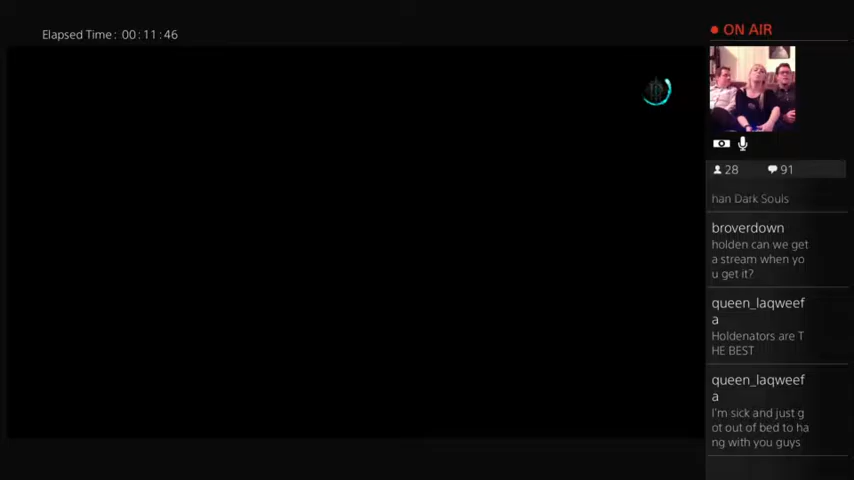 Elapsed Time: 00:11:46
ON AIR
28 91
han Dark Souls
broverdown
holden can we get
a stream when yo
u get it?
queen_laqweef
a
Holdenators are T
HE BEST
queen_laqweef
a
I'm sick and just g
ot out of bed to ha
ng with you guys